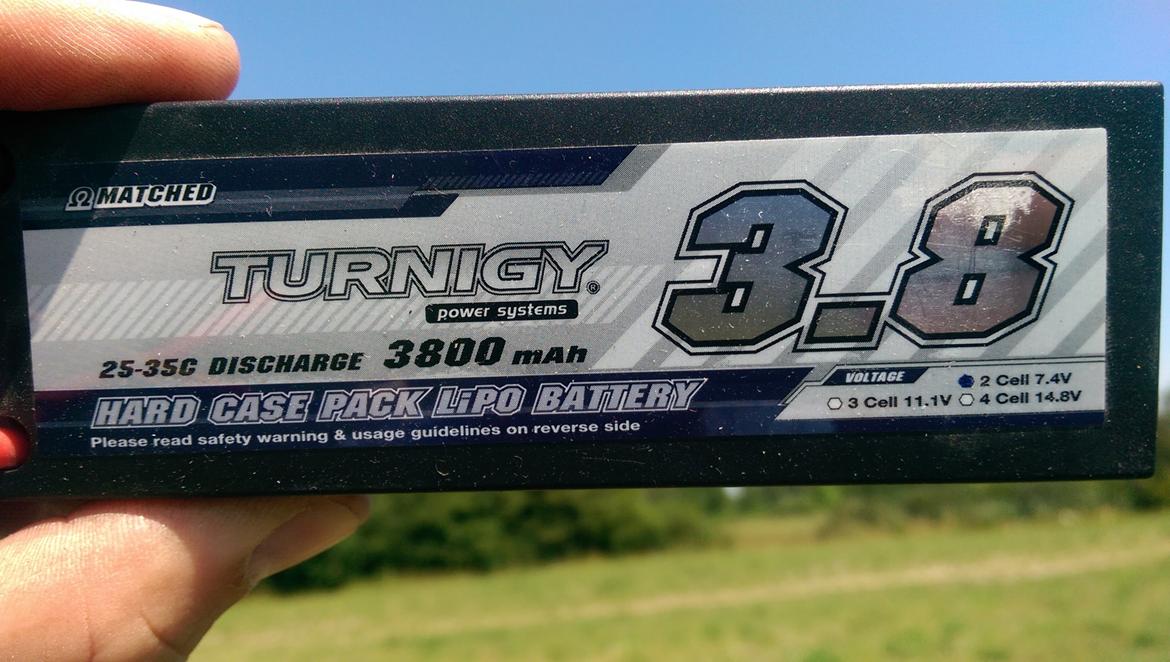 Ω MATCHED
TURNIGY®
power systems
3.8
25-35C DISCHARGE 3800 mAh
HARD CASE PACK LiPO BATTERY
Please read safety warning & usage guidelines on reverse side
VOLTAGE
2 Cell 7.4V
3 Cell 11.1V 4 Cell 14.8V